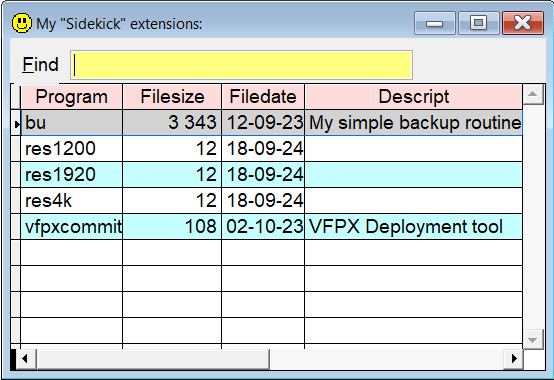 My "Sidekick" extensions:
Find
Program Filesize Filedate Descript
bu 3 343 12-09-23 My simple backup routine
res1200 12 18-09-24
res1920 12 18-09-24
res4k 12 18-09-24
vfpxcommit 108 02-10-23 VFPX Deployment tool